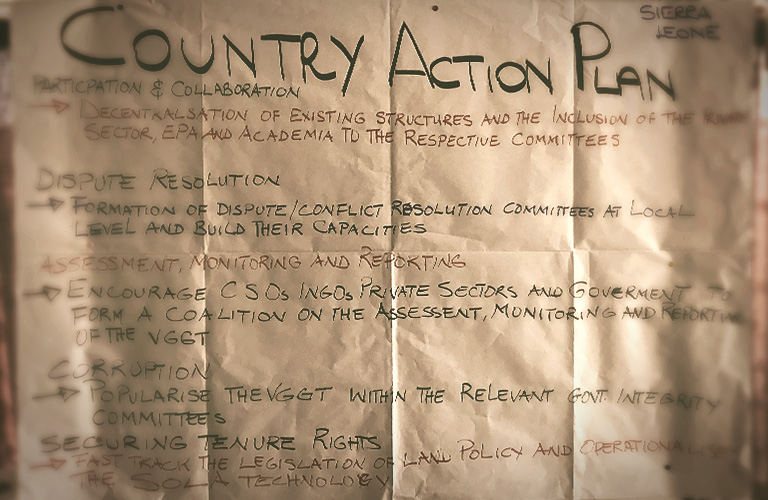 SIERRA
LEONE
COUNTRY ACTION PLAN
PARTICPATION & COLLABORATION
→ DECENTRALSATION OF EXISTING STRUCTURES AND THE INCLUSION OF THE PRIVATE
SECTOR, EPA AND ACADEMIA TO THE RESPECTIVE COMMITTEES
DISPUTE RESOLUTION
→ FORMATION OF DISPUTE/CONFLICT RESOLUTION COMMITTEES AT LOCAL
LEVEL AND BUILD THEIR CAPACITIES
ASSESSMENT, MONITORING AND REPORTING
→ ENCOURAGE CSOs INGOs PRIVATE SECTORS AND GOVERMENT TO
FORM A COALITION ON THE ASSESSENT, MONITORING AND REPORTING
OF THE VGGT
CORRUPTION
→ POPULARISE THE VGGT WITHIN THE RELEVANT GOVT. INTEGRITY
COMMITTEES
SECURING TENURE RIGHTS
→ FAST TRACK THE LEGISLATION OF LAND POLICY AND OPERATIONALISE
THE SOLA TECHNOLOGY